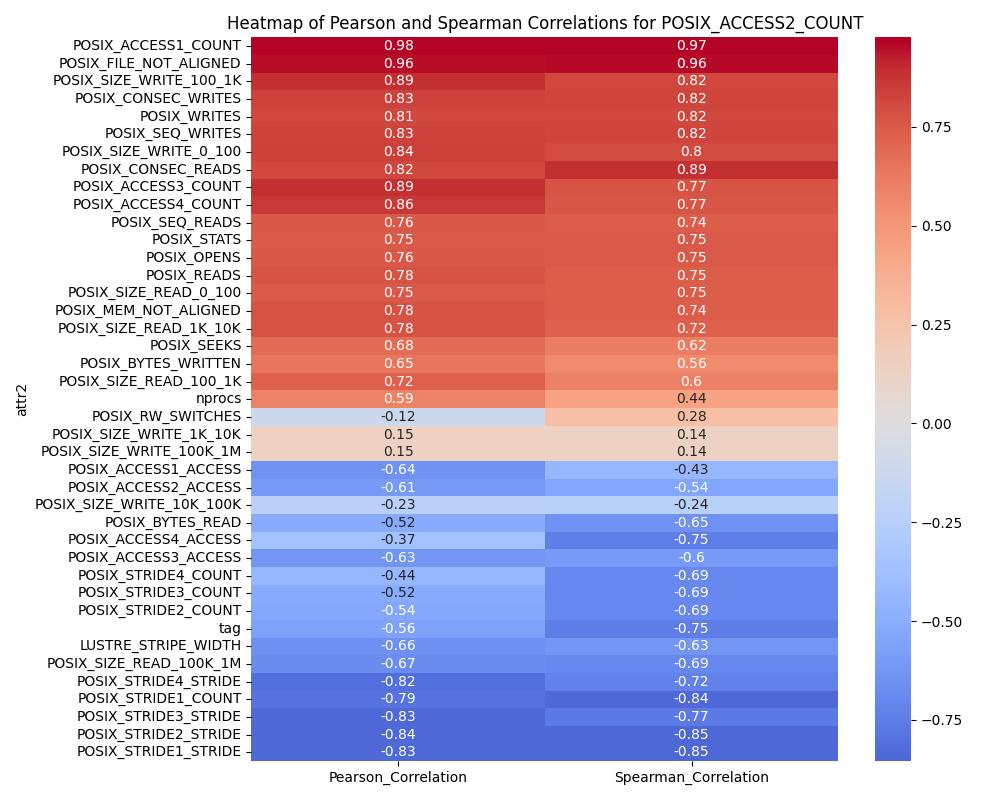 Heatmap of Pearson and Spearman Correlations for POSIX_ACCESS2_COUNT
POSIX_ACCESS1_COUNT 0.98 0.97
POSIX_FILE_NOT_ALIGNED 0.96 0.96
POSIX_SIZE_WRITE_100_1K 0.89 0.82
POSIX_CONSEC_WRITES 0.83 0.82
POSIX_WRITES 0.81 0.82
POSIX_SEQ_WRITES 0.83 0.82
POSIX_SIZE_WRITE_0_100 0.84 0.8
POSIX_CONSEC_READS 0.82 0.89
POSIX_ACCESS3_COUNT 0.89 0.77
POSIX_ACCESS4_COUNT 0.86 0.77
POSIX_SEQ_READS 0.76 0.74
POSIX_STATS 0.75 0.75
POSIX_OPENS 0.76 0.75
POSIX_READS 0.78 0.75
POSIX_SIZE_READ_0_100 0.75 0.75
POSIX_MEM_NOT_ALIGNED 0.78 0.74
POSIX_SIZE_READ_1K_10K 0.78 0.72
POSIX_SEEKS 0.68 0.62
POSIX_BYTES_WRITTEN 0.65 0.56
POSIX_SIZE_READ_100_1K 0.72 0.6
nprocs 0.59 0.44
POSIX_RW_SWITCHES -0.12 0.28
POSIX_SIZE_WRITE_1K_10K 0.15 0.14
POSIX_SIZE_WRITE_100K_1M 0.15 0.14
POSIX_ACCESS1_ACCESS -0.64 -0.43
POSIX_ACCESS2_ACCESS -0.61 -0.54
POSIX_SIZE_WRITE_10K_100K -0.23 -0.24
POSIX_BYTES_READ -0.52 -0.65
POSIX_ACCESS4_ACCESS -0.37 -0.75
POSIX_ACCESS3_ACCESS -0.63 -0.6
POSIX_STRIDE4_COUNT -0.44 -0.69
POSIX_STRIDE3_COUNT -0.52 -0.69
POSIX_STRIDE2_COUNT -0.54 -0.69
tag -0.56 -0.75
LUSTRE_STRIPE_WIDTH -0.66 -0.63
POSIX_SIZE_READ_100K_1M -0.67 -0.69
POSIX_STRIDE4_STRIDE -0.82 -0.72
POSIX_STRIDE1_COUNT -0.79 -0.84
POSIX_STRIDE3_STRIDE -0.83 -0.77
POSIX_STRIDE2_STRIDE -0.84 -0.85
POSIX_STRIDE1_STRIDE -0.83 -0.85
Pearson_Correlation Spearman_Correlation
attr2
0.75
0.50
0.25
0.00
−0.25
−0.50
−0.75